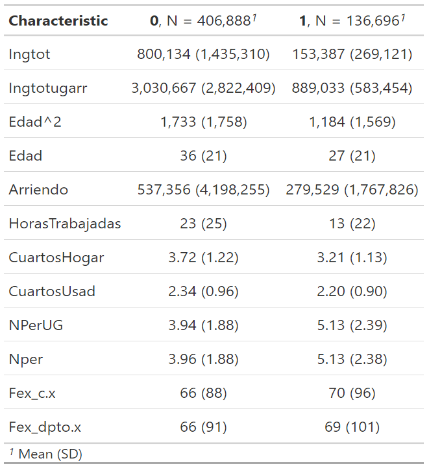 Characteristic 0, N = 406,888¹ 1, N = 136,696¹
Ingtot 800,134 (1,435,310) 153,387 (269,121)
Ingtotugarr 3,030,667 (2,822,409) 889,033 (583,454)
Edad^2 1,733 (1,758) 1,184 (1,569)
Edad 36 (21) 27 (21)
Arriendo 537,356 (4,198,255) 279,529 (1,767,826)
HorasTrabajadas 23 (25) 13 (22)
CuartosHogar 3.72 (1.22) 3.21 (1.13)
CuartosUsad 2.34 (0.96) 2.20 (0.90)
NPerUG 3.94 (1.88) 5.13 (2.39)
Nper 3.96 (1.88) 5.13 (2.38)
Fex_c.x 66 (88) 70 (96)
Fex_dpto.x 66 (91) 69 (101)
¹ Mean (SD)